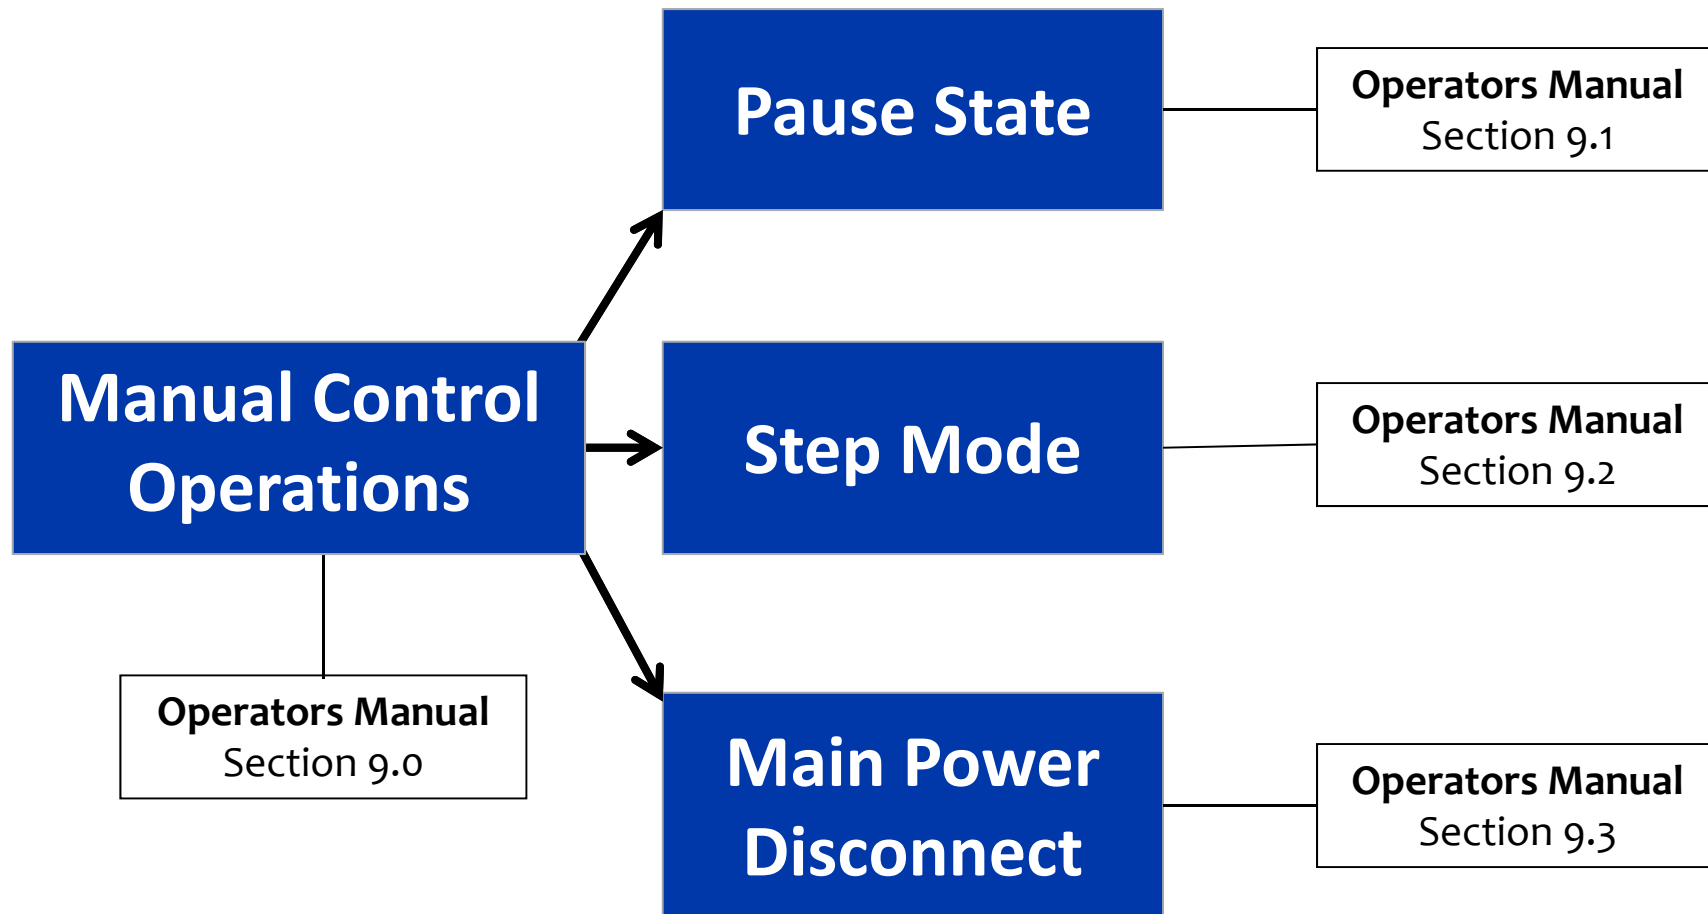 Pause State
Operators Manual
Section 9.1
Manual Control
Operations
Operators Manual
Section 9.0
Step Mode
Operators Manual
Section 9.2
Main Power
Disconnect
Operators Manual
Section 9.3